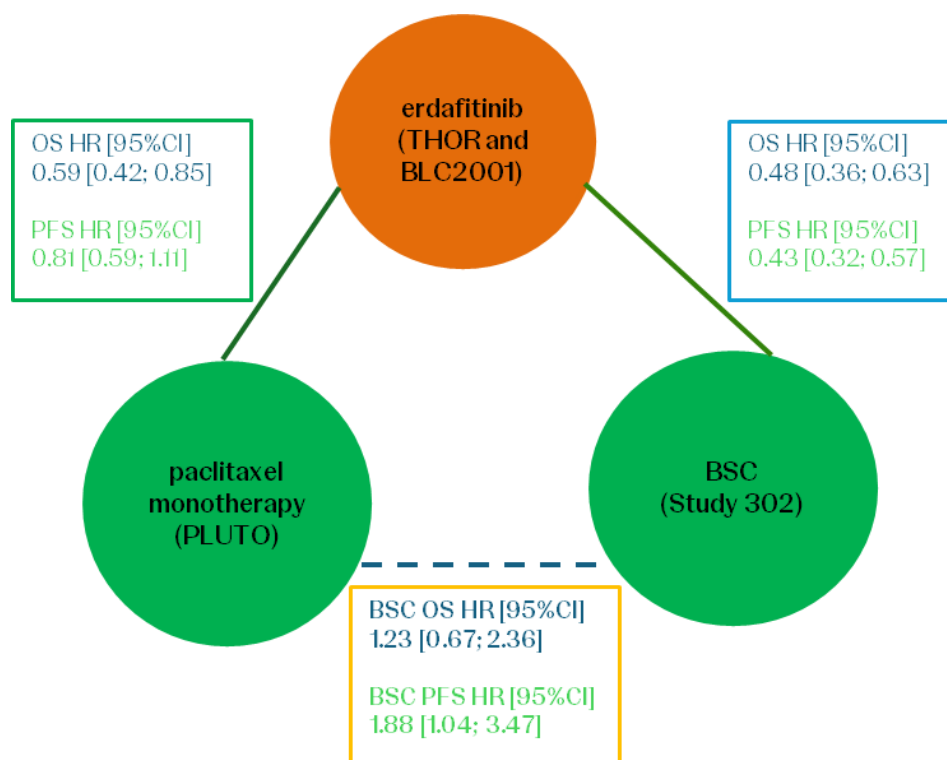 erdafitinib
(THOR and
BLC2001)
OS HR [95%CI]
0.59 [0.42; 0.85]
PFS HR [95%CI]
0.81 [0.59; 1.11]
OS HR [95%CI]
0.48 [0.36; 0.63]
PFS HR [95%CI]
0.43 [0.32; 0.57]
paclitaxel
monotherapy
(PLUTO)
BSC
(Study 302)
BSC OS HR [95%CI]
1.23 [0.67; 2.36]
BSC PFS HR [95%CI]
1.88 [1.04; 3.47]